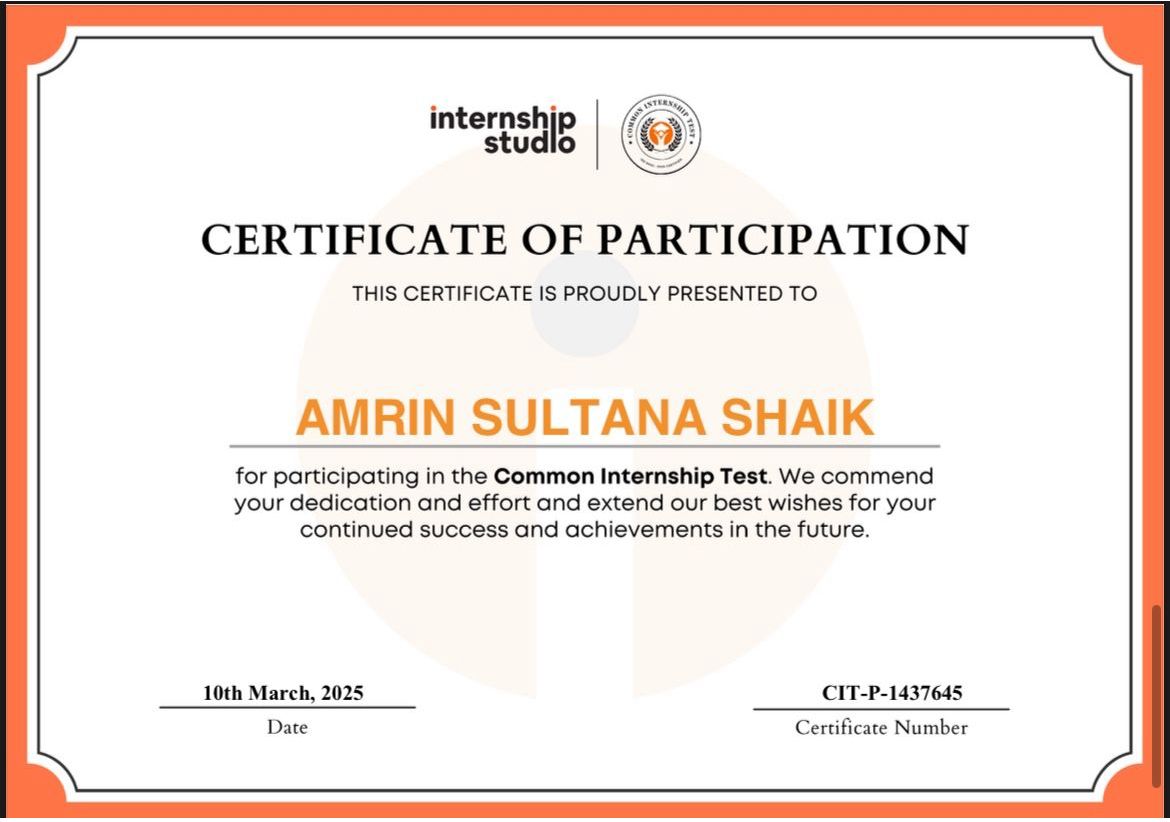 internship
studio
COMMON INTERNSHIP TEST
CERTIFICATE OF PARTICIPATION
THIS CERTIFICATE IS PROUDLY PRESENTED TO
AMRIN SULTANA SHAIK
for participating in the Common Internship Test. We commend
your dedication and effort and extend our best wishes for your
continued success and achievements in the future.
10th March, 2025
Date
CIT-P-1437645
Certificate Number